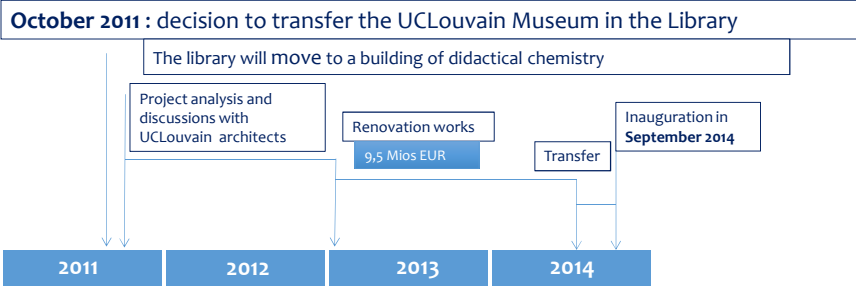 October 2011 : decision to transfer the UCLouvain Museum in the Library
The library will move to a building of didactical chemistry
Project analysis and
discussions with
UCLouvain architects
Renovation works
9,5 Mios EUR
Transfer
Inauguration in
September 2014
2011
2012
2013
2014